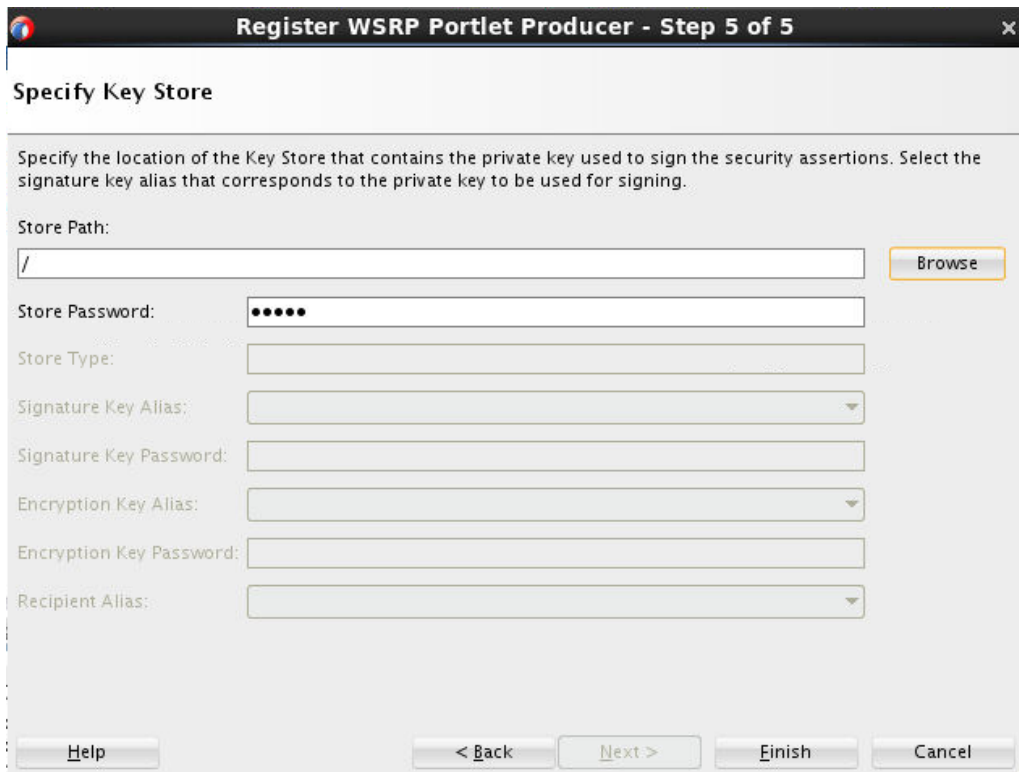 Register WSRP Portlet Producer - Step 5 of 5
Specify Key Store
Specify the location of the Key Store that contains the private key used to sign the security assertions. Select the
signature key alias that corresponds to the private key to be used for signing.
Store Path:
/
Browse
Store Password: •••••
Store Type:
Signature Key Alias:
Signature Key Password:
Encryption Key Alias:
Encryption Key Password:
Recipient Alias:
Help < Back Next > Finish Cancel